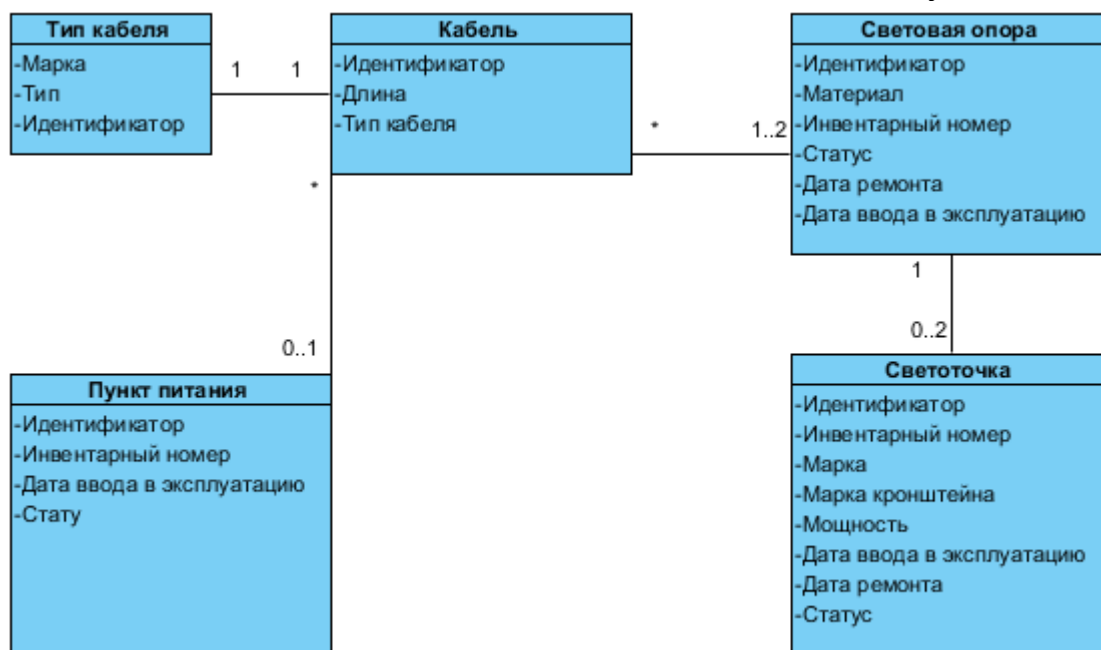 Тип кабеля
-Марка
-Тип
-Идентификатор
1
1
Кабель
-Идентификатор
-Длина
-Тип кабеля
*
1..2
Световая опора
-Идентификатор
-Материал
-Инвентарный номер
-Статус
-Дата ремонта
-Дата ввода в эксплуатацию
*
0..1
1
0..2
Пункт питания
-Идентификатор
-Инвентарный номер
-Дата ввода в эксплуатацию
-Стату
Светоточка
-Идентификатор
-Инвентарный номер
-Марка
-Марка кронштейна
-Мощность
-Дата ввода в эксплуатацию
-Дата ремонта
-Статус